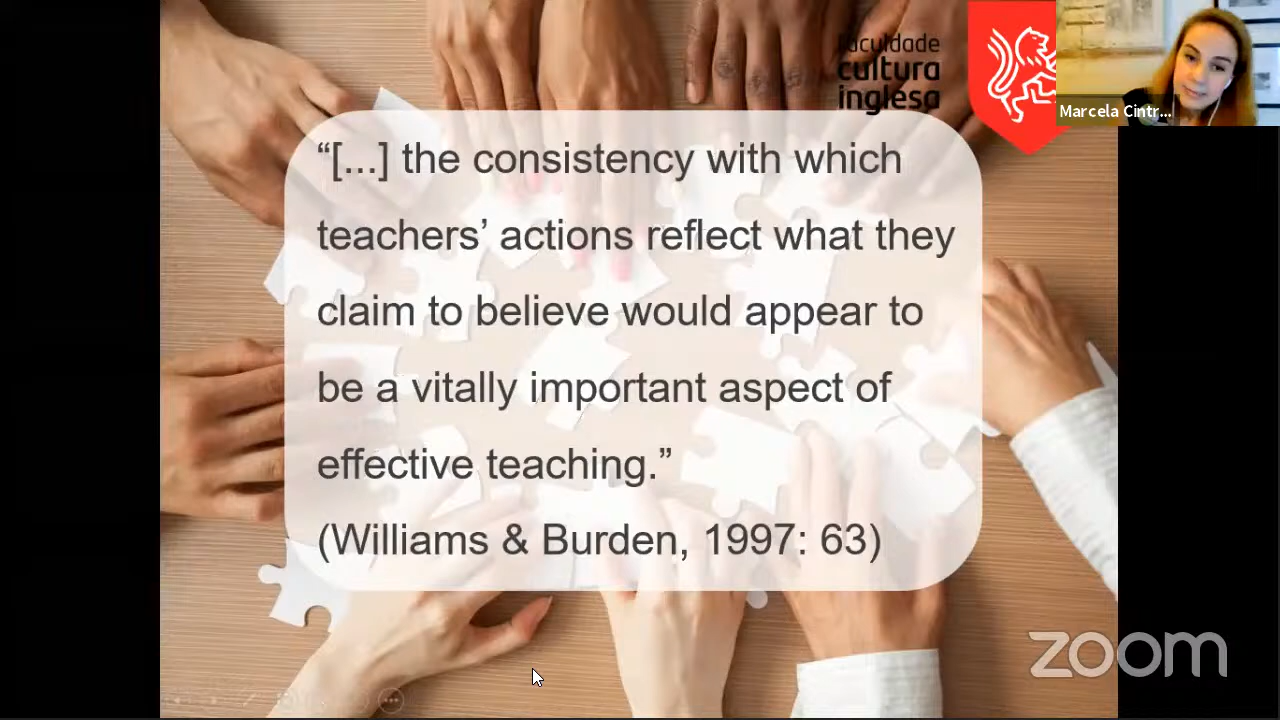 faculdade
cultura
inglesa
Marcela Cintr...
“[...] the consistency with which
teachers’ actions reflect what they
claim to believe would appear to
be a vitally important aspect of
effective teaching.”
(Williams & Burden, 1997: 63)
zoom